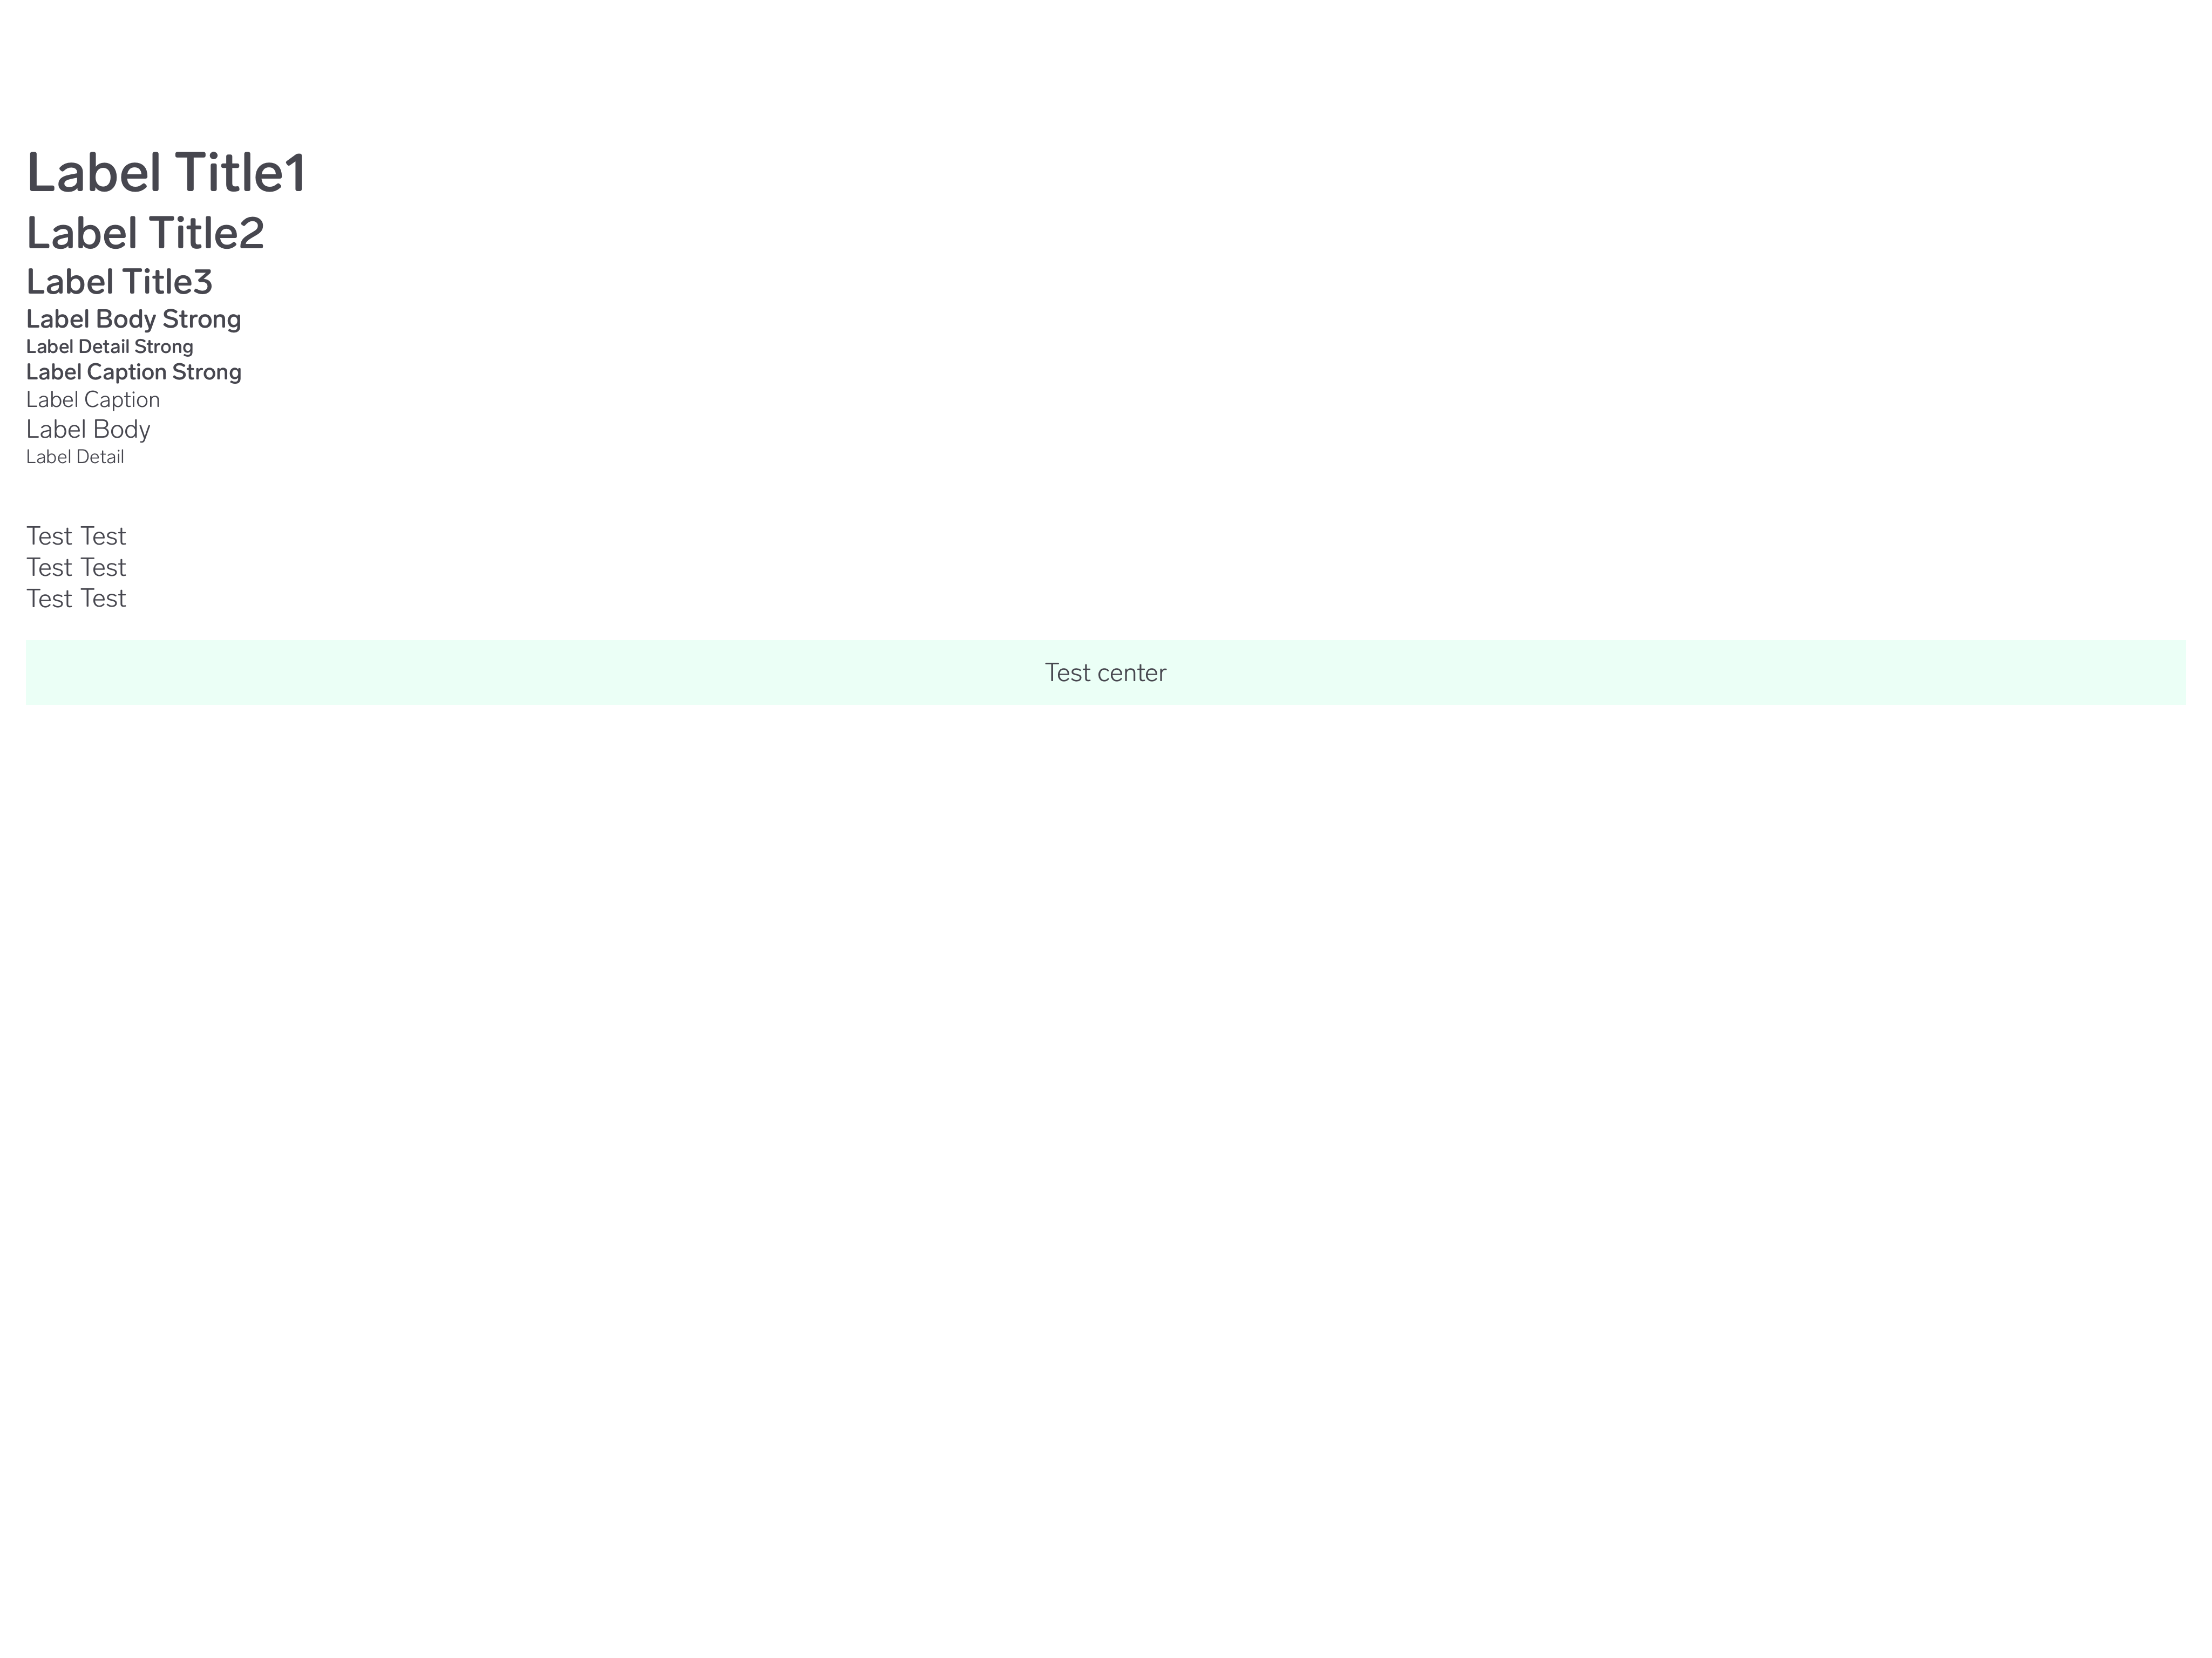 Label Title1
Label Title2
Label Title3
Label Body Strong
Label Detail Strong
Label Caption Strong
Label Caption
Label Body
Label Detail
Test Test
Test Test
Test Test
Test center